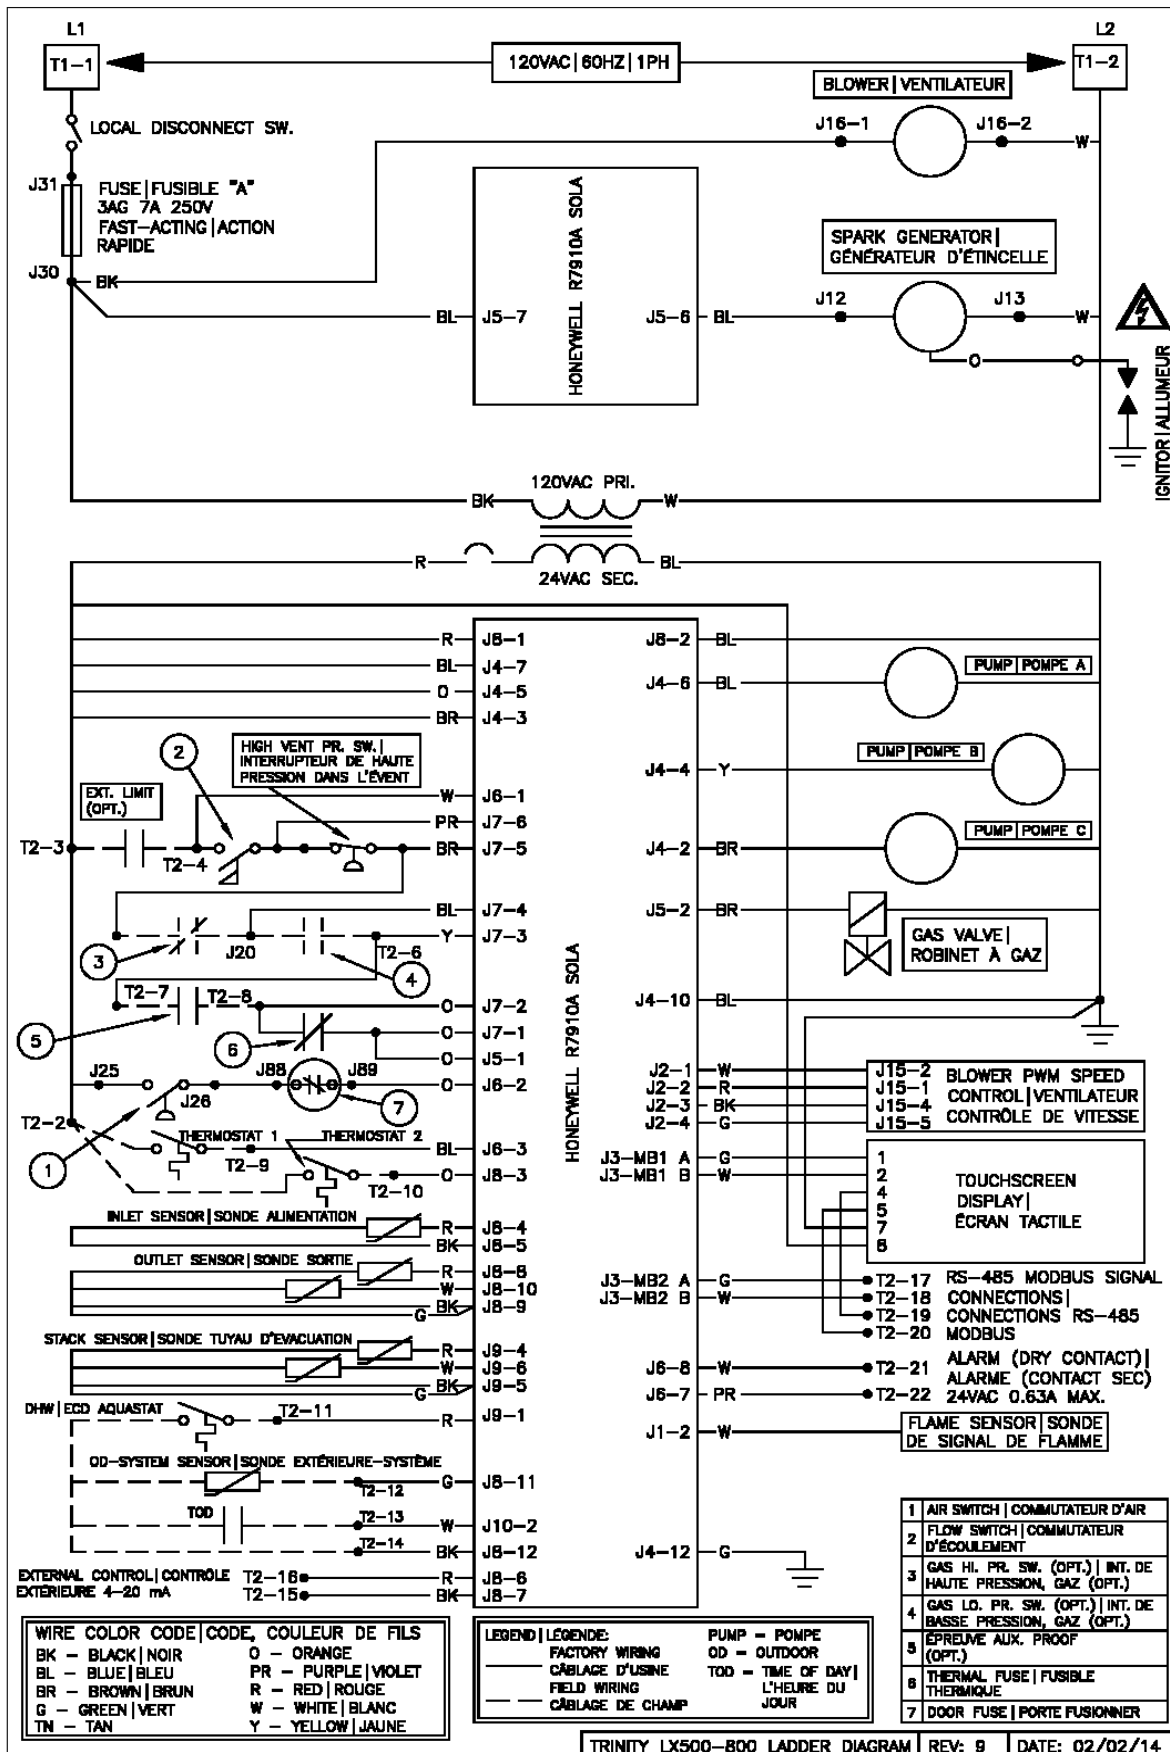 L1
L2
T1-1
120VAC|60HZ|1PH
T1-2
BLOWER|VENTILATEUR
LOCAL DISCONNECT SW.
J16-1
J16-2
W
J31
FUSE|FUSIBLE "A"
3AG 7A 250V
FAST-ACTING|ACTION
RAPIDE
J30
BK
HONEYWELL R7910A SOLA
SPARK GENERATOR|
GÉNÉRATEUR D'ÉTINCELLE
BL
J5-7
J5-6
BL
J12
J13
W
O
O
IGNITOR|ALLUMEUR
120VAC PRI.
BK
W
R
BL
24VAC SEC.
R J8-1
BL J4-7
O J4-5
BR J4-3
J8-2 BL
J4-6 BL
PUMP|POMPE A
2
HIGH VENT PR. SW.|
INTERRUPTEUR DE HAUTE
PRESSION DANS L'ÉVENT
J4-4 Y
PUMP|POMPE B
EXT. LIMIT
(OPT.)
W J6-1
PR J7-6
T2-3
T2-4
BR J7-5
J4-2 BR
PUMP|POMPE C
BL J7-4
J5-2 BR
3
J20
4
T2-6
Y J7-3
GAS VALVE|
ROBINET À GAZ
HONEYWELL R7910A SOLA
T2-7
T2-8
O J7-2
J4-10 BL
5
6
O J7-1
O J5-1
J25
J26
J88
J89
7
O J6-2
J2-1 W J15-2
J2-2 R J15-1
J2-3 BK J15-4
J2-4 G J15-5
BLOWER PWM SPEED
CONTROL|VENTILATEUR
CONTRÔLE DE VITESSE
T2-2
1
THERMOSTAT 1
THERMOSTAT 2
T2-9
BL J6-3
T2-10
O J8-3
J3-MB1 A G 1
J3-MB1 B W 2
4
5
7
8
TOUCHSCREEN
DISPLAY|
ÉCRAN TACTILE
INLET SENSOR|SONDE ALIMENTATION
R J8-4
BK J8-5
OUTLET SENSOR|SONDE SORTIE
R J8-8
W J8-10
BK J8-9
G
J3-MB2 A G T2-17
J3-MB2 B W T2-18
T2-19
T2-20
RS-485 MODBUS SIGNAL
CONNECTIONS|
CONNECTIONS RS-485
MODBUS
STACK SENSOR|SONDE TUYAU D'EVACUATION
R J9-4
W J9-6
BK J9-5
G
J6-8 W T2-21
J6-7 PR T2-22
ALARM (DRY CONTACT)|
ALARME (CONTACT SEC)
24VAC 0.63A MAX.
DHW|ECD AQUASTAT
T2-11
R J9-1
J1-2 W
FLAME SENSOR|SONDE
DE SIGNAL DE FLAMME
OD-SYSTEM SENSOR|SONDE EXTÉRIEURE-SYSTÈME
T2-12
G J8-11
TOD
T2-13
W J10-2
T2-14
BK J8-12
J4-12 G
EXTERNAL CONTROL|CONTRÔLE
EXTÉRIEURE 4-20 mA
T2-16 R J8-6
T2-15 BK J8-7
1 AIR SWITCH|COMMUTATEUR D'AIR
2 FLOW SWITCH|COMMUTATEUR
D'ÉCOULEMENT
3 GAS HI. PR. SW. (OPT.)|INT. DE
HAUTE PRESSION, GAZ (OPT.)
4 GAS LO. PR. SW. (OPT.)|INT. DE
BASSE PRESSION, GAZ (OPT.)
5 ÉPREUVE AUX. PROOF
(OPT.)
6 THERMAL FUSE|FUSIBLE
THERMIQUE
7 DOOR FUSE|PORTE FUSIONNER
WIRE COLOR CODE|CODE, COULEUR DE FILS
BK - BLACK|NOIR
BL - BLUE|BLEU
BR - BROWN|BRUN
G - GREEN|VERT
TN - TAN
O - ORANGE
PR - PURPLE|VIOLET
R - RED|ROUGE
W - WHITE|BLANC
Y - YELLOW|JAUNE
LEGEND|LÉGENDE:
FACTORY WIRING
CÂBLAGE D'USINE
FIELD WIRING
CÂBLAGE DE CHAMP
PUMP - POMPE
OD - OUTDOOR
TOD - TIME OF DAY|
L'HEURE DU
JOUR
TRINITY LX500-800 LADDER DIAGRAM REV: 9 DATE: 02/02/14